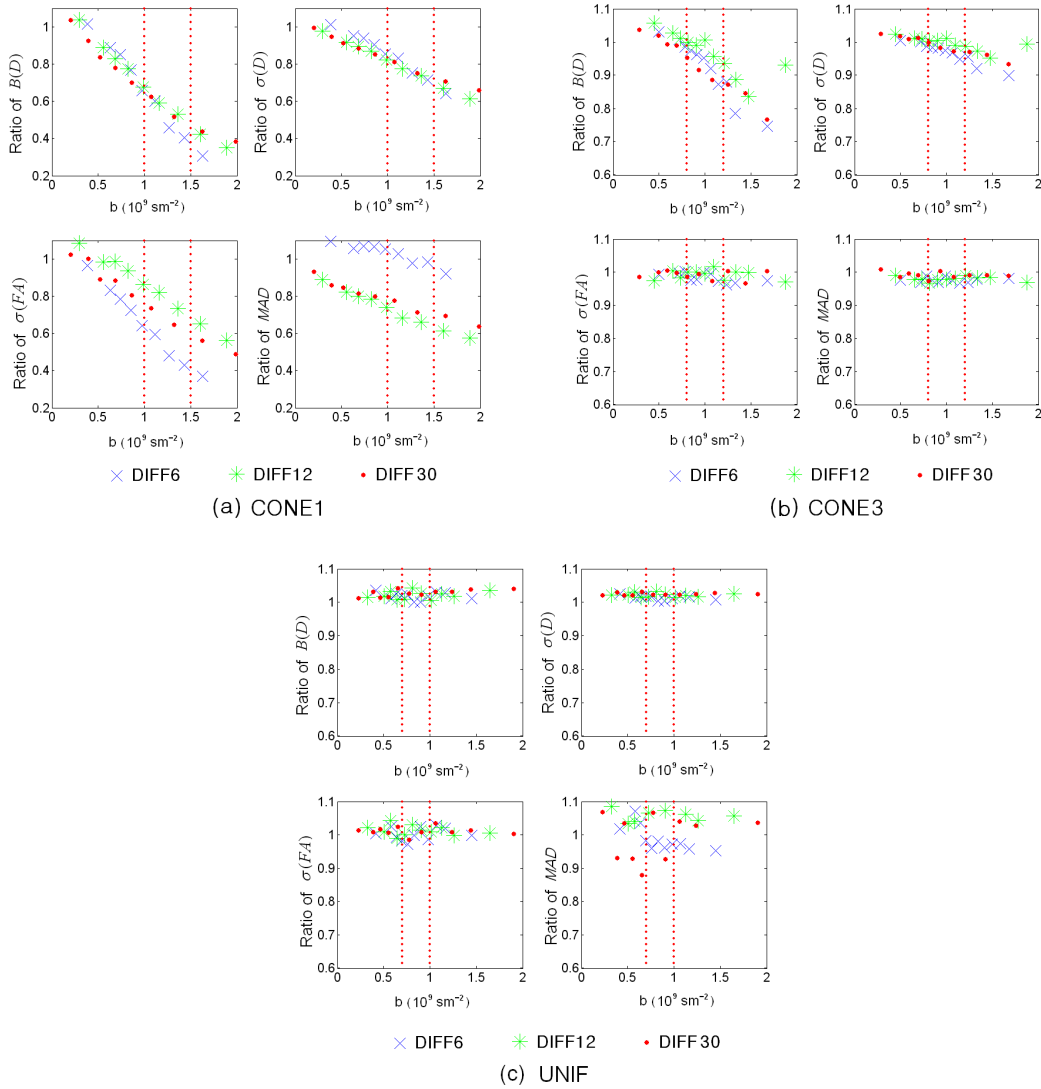 1
0.8
0.6
0.4
0.2
0 0.5 1 1.5 2
Ratio of B(D)
b (10⁹ sm⁻²)
1
0.8
0.6
0.4
0.2
0 0.5 1 1.5 2
Ratio of σ(D)
b (10⁹ sm⁻²)
1
0.8
0.6
0.4
0.2
0 0.5 1 1.5 2
Ratio of σ(FA)
b (10⁹ sm⁻²)
1
0.8
0.6
0.4
0.2
0 0.5 1 1.5 2
Ratio of MAD
b (10⁹ sm⁻²)
DIFF6 DIFF12 DIFF30
(a) CONE1
1.1
1
0.9
0.8
0.7
0.6
0 0.5 1 1.5 2
Ratio of B(D)
b (10⁹ sm⁻²)
1.1
1
0.9
0.8
0.7
0.6
0 0.5 1 1.5 2
Ratio of σ(D)
b (10⁹ sm⁻²)
1.1
1
0.9
0.8
0.7
0.6
0 0.5 1 1.5 2
Ratio of σ(FA)
b (10⁹ sm⁻²)
1.1
1
0.9
0.8
0.7
0.6
0 0.5 1 1.5 2
Ratio of MAD
b (10⁹ sm⁻²)
DIFF6 DIFF12 DIFF30
(b) CONE3
1.1
1
0.9
0.8
0.7
0.6
0 0.5 1 1.5 2
Ratio of B(D)
b (10⁹ sm⁻²)
1.1
1
0.9
0.8
0.7
0.6
0 0.5 1 1.5 2
Ratio of σ(D)
b (10⁹ sm⁻²)
1.1
1
0.9
0.8
0.7
0.6
0 0.5 1 1.5 2
Ratio of σ(FA)
b (10⁹ sm⁻²)
1.1
1
0.9
0.8
0.7
0.6
0 0.5 1 1.5 2
Ratio of MAD
b (10⁹ sm⁻²)
DIFF6 DIFF12 DIFF30
(c) UNIF